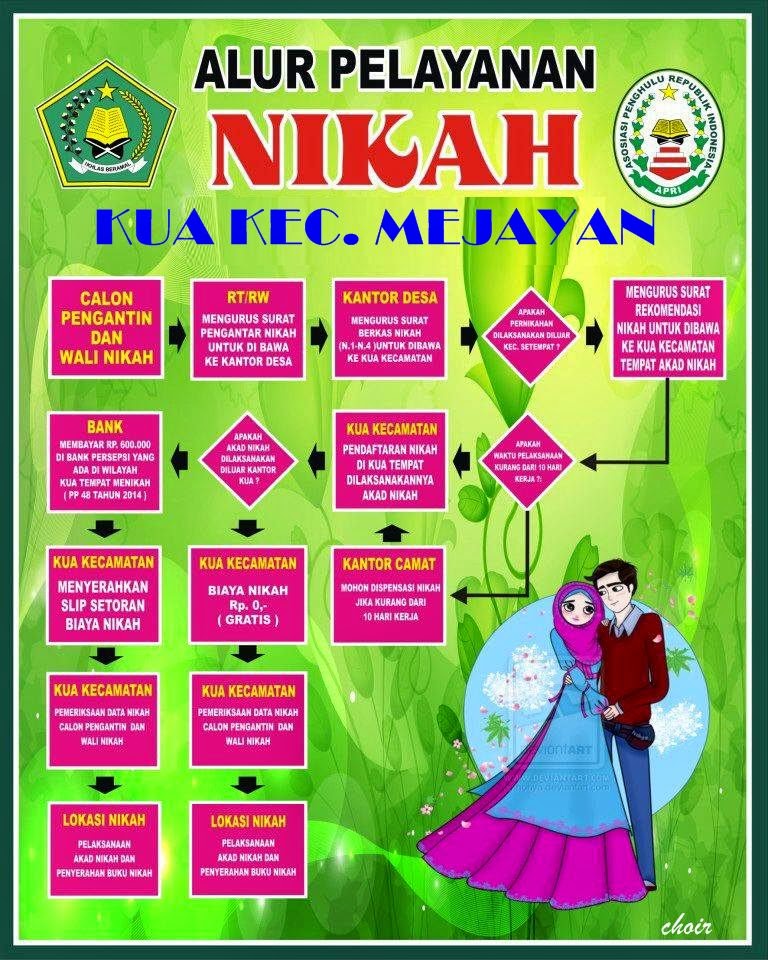 ALUR PELAYANAN
NIKAH
KUA KEC. MEJAYAN
IKHLAS BERAMAL
ASOSIASI PENGHULU REPUBLIK INDONESIA
APRI
CALON
PENGANTIN
DAN
WALI NIKAH
RT/RW
MENGURUS SURAT
PENGANTAR NIKAH
UNTUK DI BAWA
KE KANTOR DESA
KANTOR DESA
MENGURUS SURAT
BERKAS NIKAH
(N.1-N.4 )UNTUK DIBAWA
KE KUA KECAMATAN
APAKAH
PERNIKAHAN
DILAKSANAKAN DILUAR
KEC. SETEMPAT ?
MENGURUS SURAT
REKOMENDASI
NIKAH UNTUK DIBAWA
KE KUA KECAMATAN
TEMPAT AKAD NIKAH
BANK
MEMBAYAR RP. 600.000
DI BANK PERSEPSI YANG
ADA DI WILAYAH
KUA TEMPAT MENIKAH
( PP 48 TAHUN 2014 )
APAKAH
AKAD NIKAH
DILAKSANAKAN
DILUAR KANTOR
KUA ?
KUA KECAMATAN
PENDAFTARAN NIKAH
DI KUA TEMPAT
DILAKSANAKANNYA
AKAD NIKAH
APAKAH
WAKTU PELAKSANAAN
KURANG DARI 10 HARI
KERJA ?:
KUA KECAMATAN
MENYERAHKAN
SLIP SETORAN
BIAYA NIKAH
KUA KECAMATAN
BIAYA NIKAH
Rp. 0,-
( GRATIS )
KANTOR CAMAT
MOHON DISPENSASI NIKAH
JIKA KURANG DARI
10 HARI KERJA
KUA KECAMATAN
PEMERIKSAAN DATA NIKAH
CALON PENGANTIN DAN
WALI NIKAH
KUA KECAMATAN
PEMERIKSAAN DATA NIKAH
CALON PENGANTIN DAN
WALI NIKAH
LOKASI NIKAH
PELAKSANAAN
AKAD NIKAH DAN
PENYERAHAN BUKU NIKAH
LOKASI NIKAH
PELAKSANAAN
AKAD NIKAH DAN
PENYERAHAN BUKU NIKAH
WWW.DEVIANTART.COM
choir